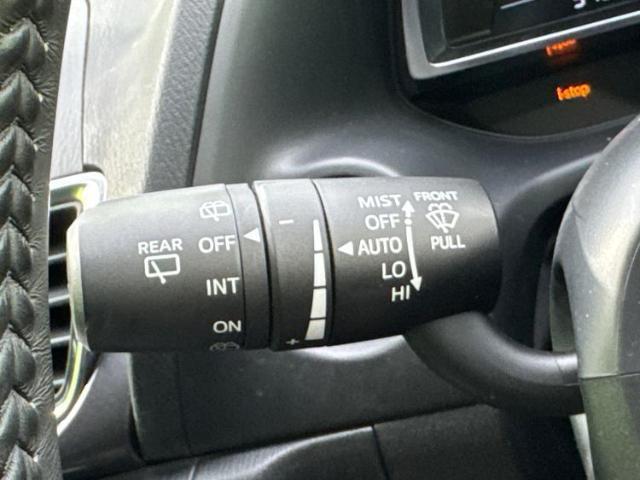 REAR
OFF
INT
ON
−
+
MIST
FRONT
OFF
AUTO
LO
HI
PULL
i-stop